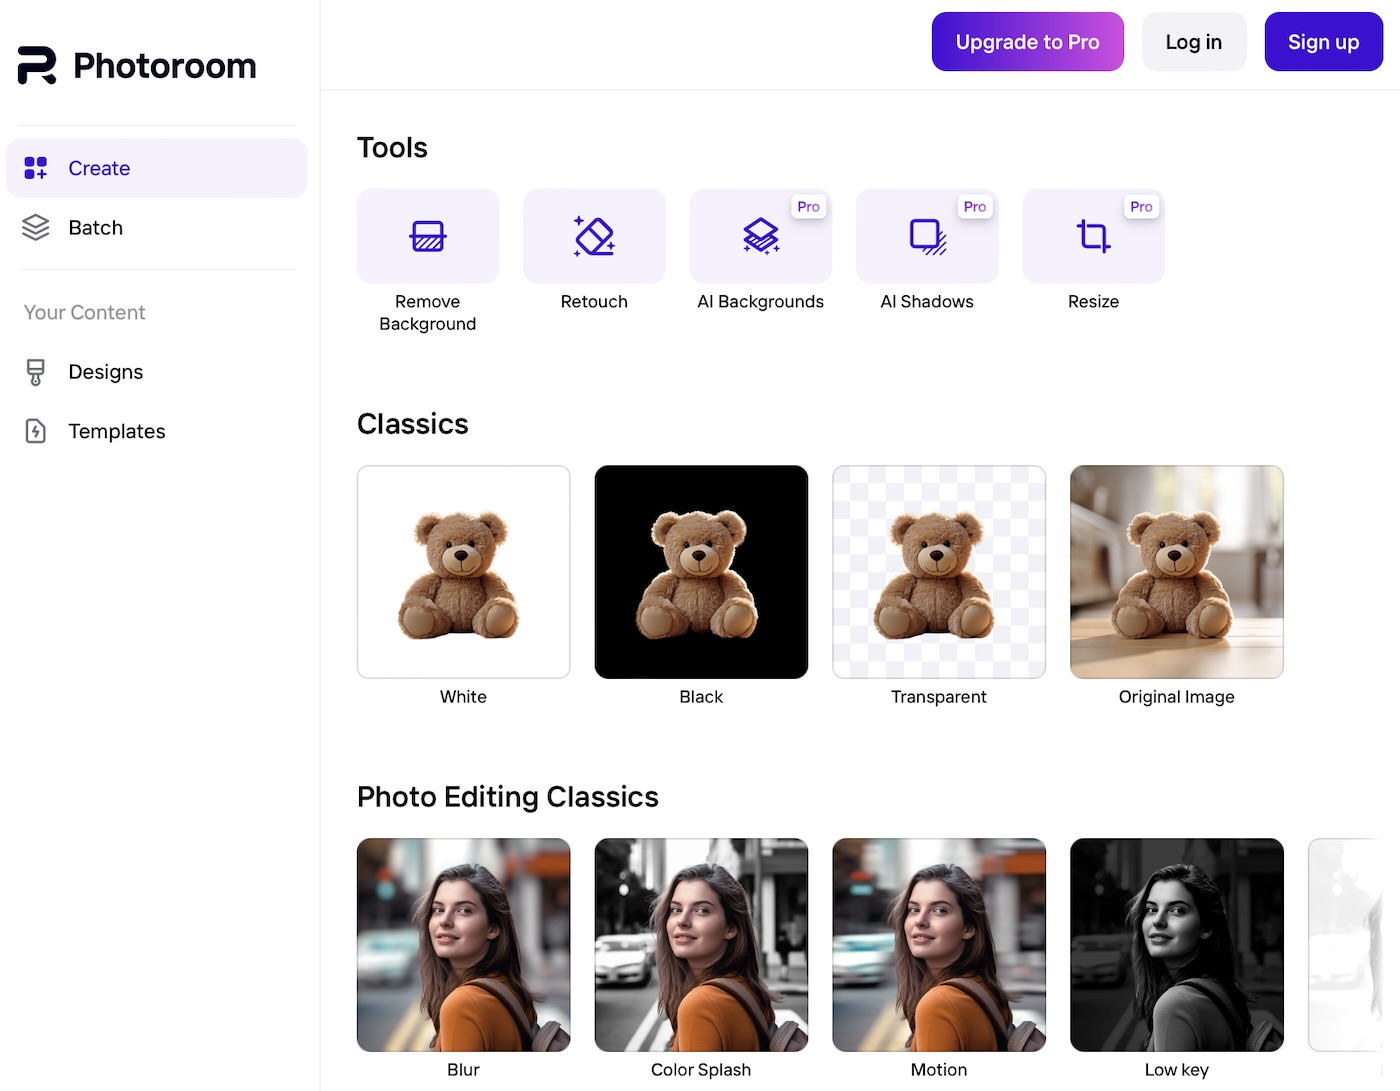 Photoroom
Upgrade to Pro
Log in
Sign up
Create
Batch
Your Content
Designs
Templates
Tools
Pro
Pro
Pro
Remove
Background
Retouch
AI Backgrounds
AI Shadows
Resize
Classics
White
Black
Transparent
Original Image
Photo Editing Classics
Blur
Color Splash
Motion
Low key